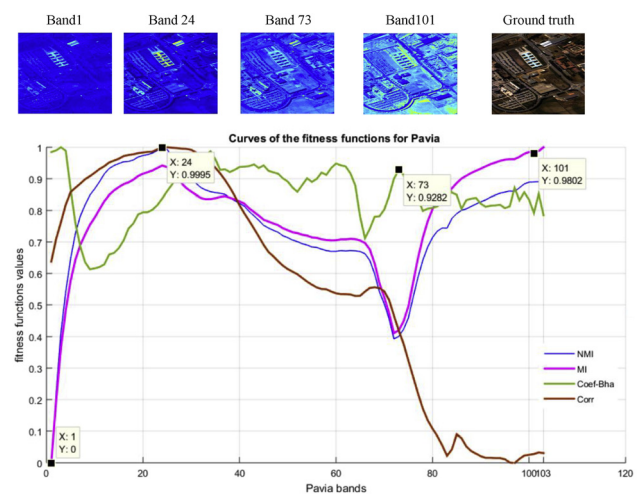 Band1 Band 24 Band 73 Band101 Ground truth
Curves of the fitness functions for Pavia
fitness functions values
1
0.9
0.8
0.7
0.6
0.5
0.4
0.3
0.2
0.1
0
X: 24
Y: 0.9995
X: 73
Y: 0.9282
X: 101
Y: 0.9802
X: 1
Y: 0
NMI
MI
Coef-Bha
Corr
0 20 40 60 80 100103 120
Pavia bands